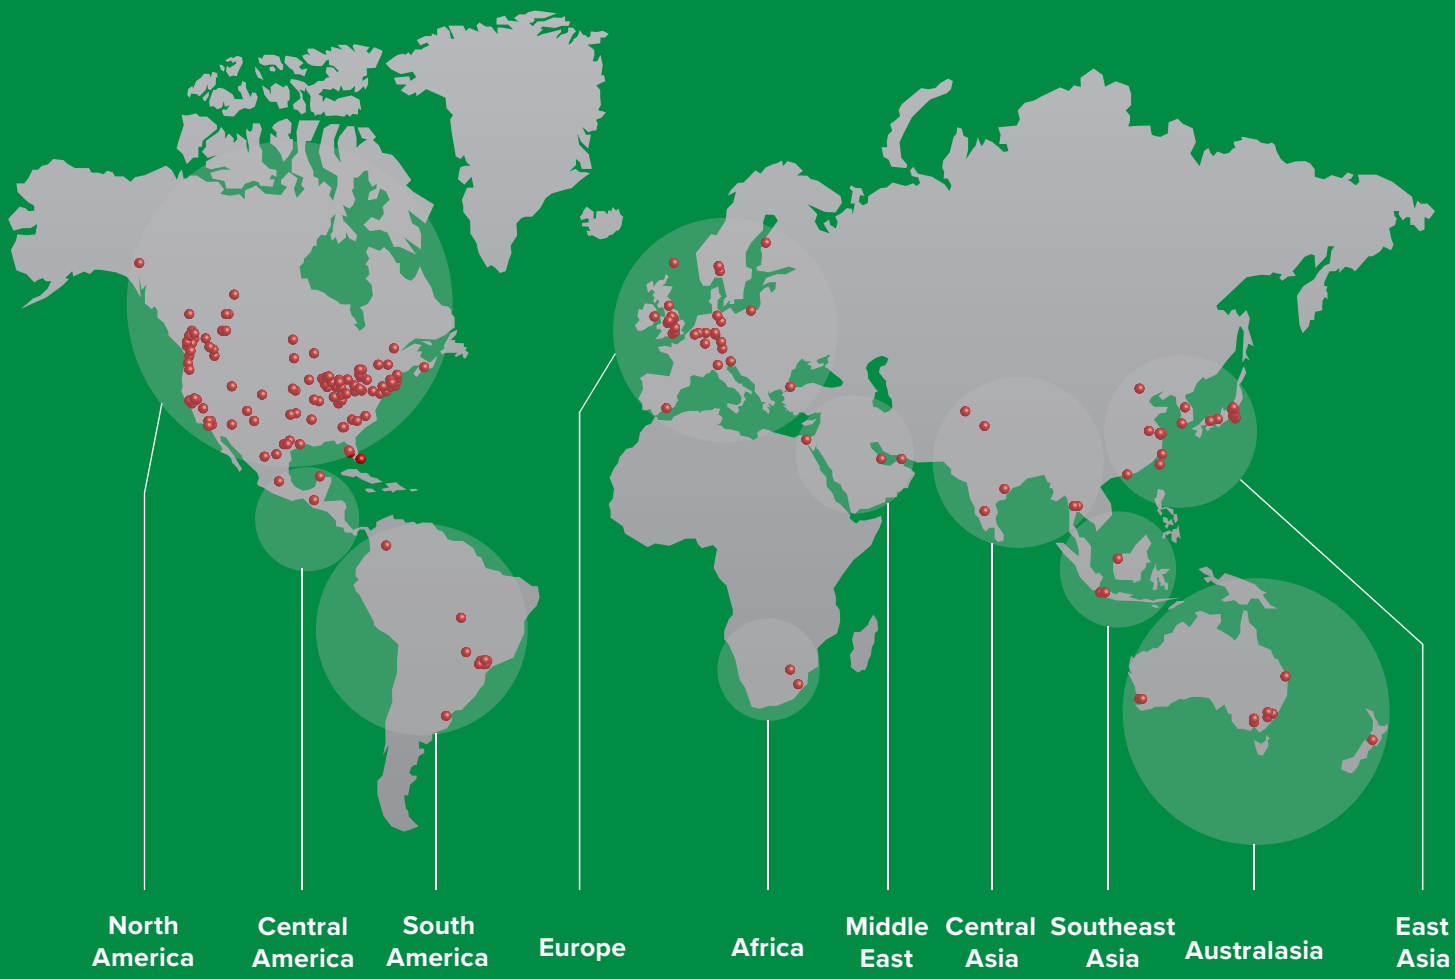 North
America
Central
America
South
America
Europe
Africa
Middle
East
Central
Asia
Southeast
Asia
Australasia
East
Asia